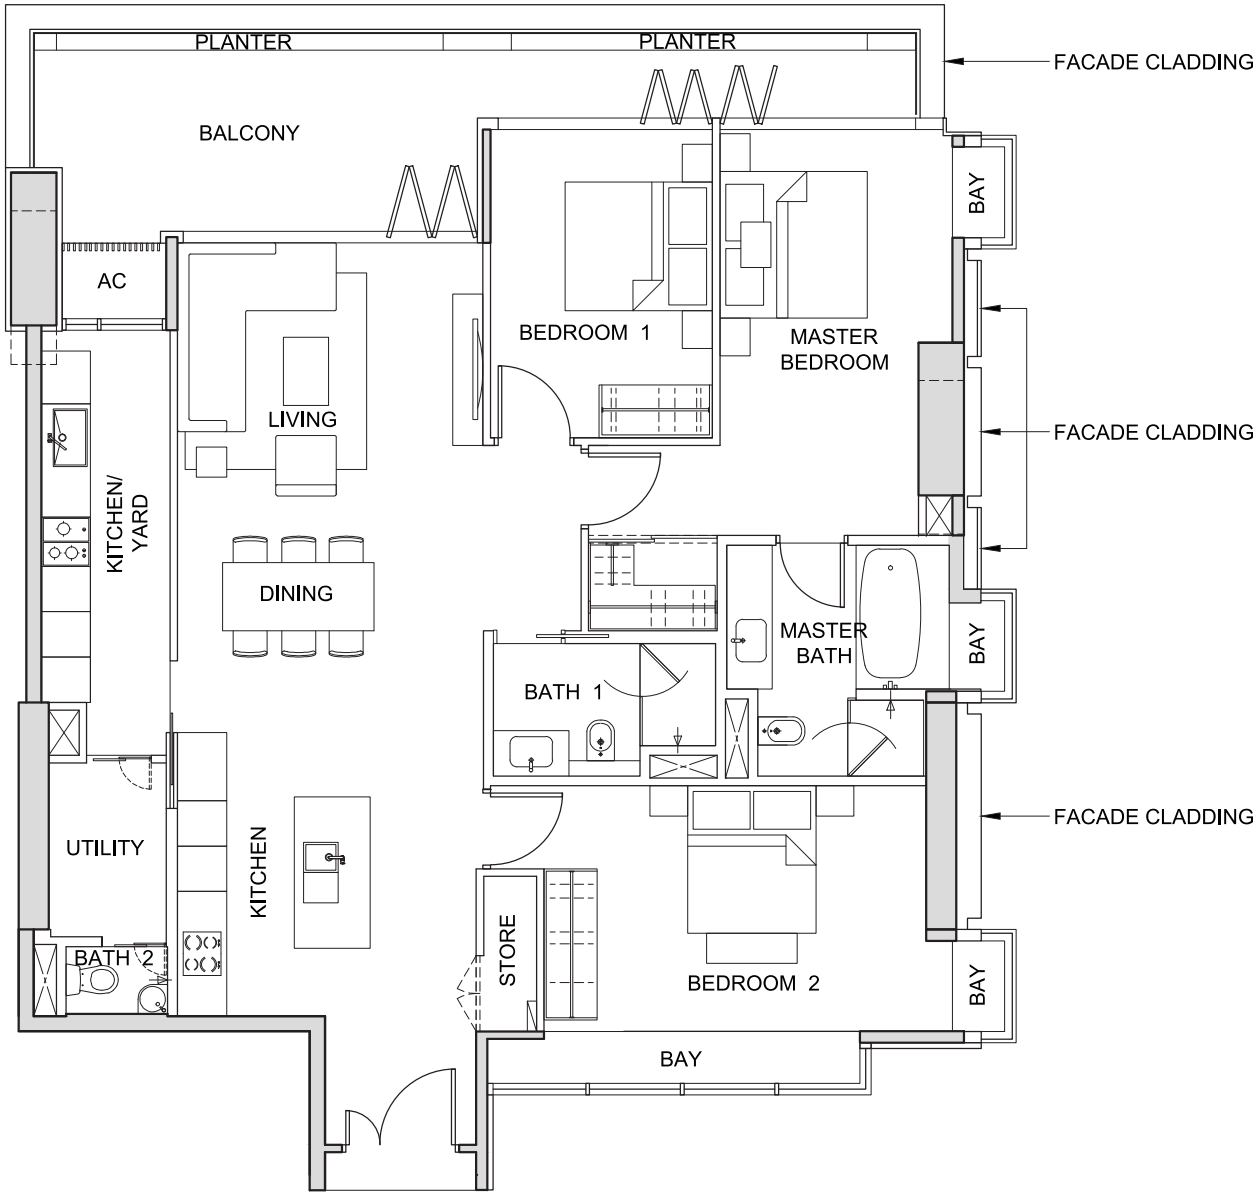 PLANTER
PLANTER
FACADE CLADDING
BALCONY
BAY
AC
BEDROOM 1
MASTER
BEDROOM
LIVING
FACADE CLADDING
KITCHEN/
YARD
DINING
MASTER
BATH
BAY
BATH 1
FACADE CLADDING
UTILITY
KITCHEN
STORE
BATH 2
BEDROOM 2
BAY
BAY